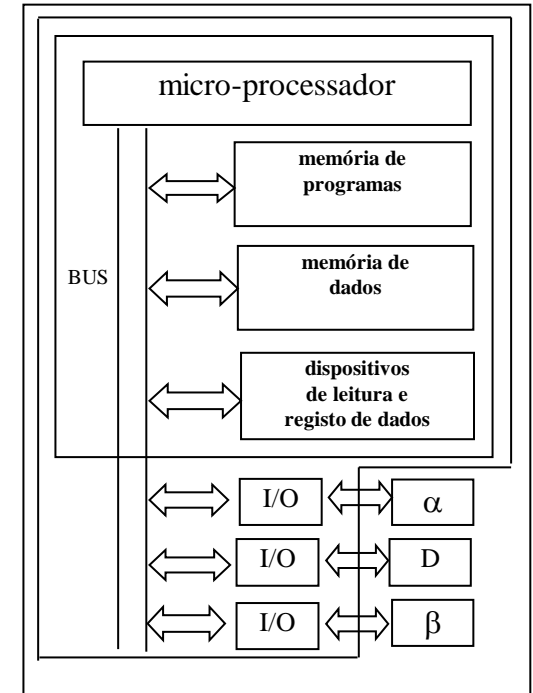 micro-processador
memória de
programas
BUS
memória de
dados
dispositivos
de leitura e
registo de dados
I/O
α
I/O
D
I/O
β